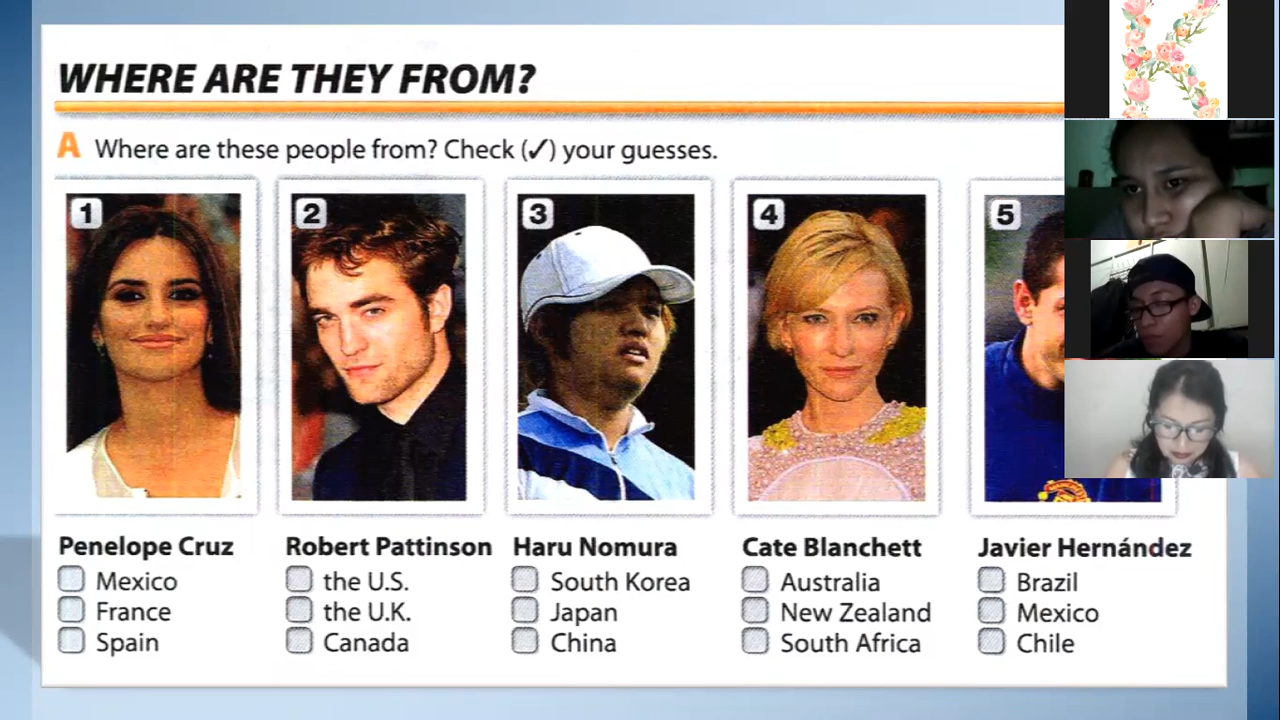 WHERE ARE THEY FROM?
A Where are these people from? Check (✓) your guesses.
1 2 3 4 5
Penelope Cruz
Mexico
France
Spain
Robert Pattinson
the U.S.
the U.K.
Canada
Haru Nomura
South Korea
Japan
China
Cate Blanchett
Australia
New Zealand
South Africa
Javier Hernández
Brazil
Mexico
Chile
K